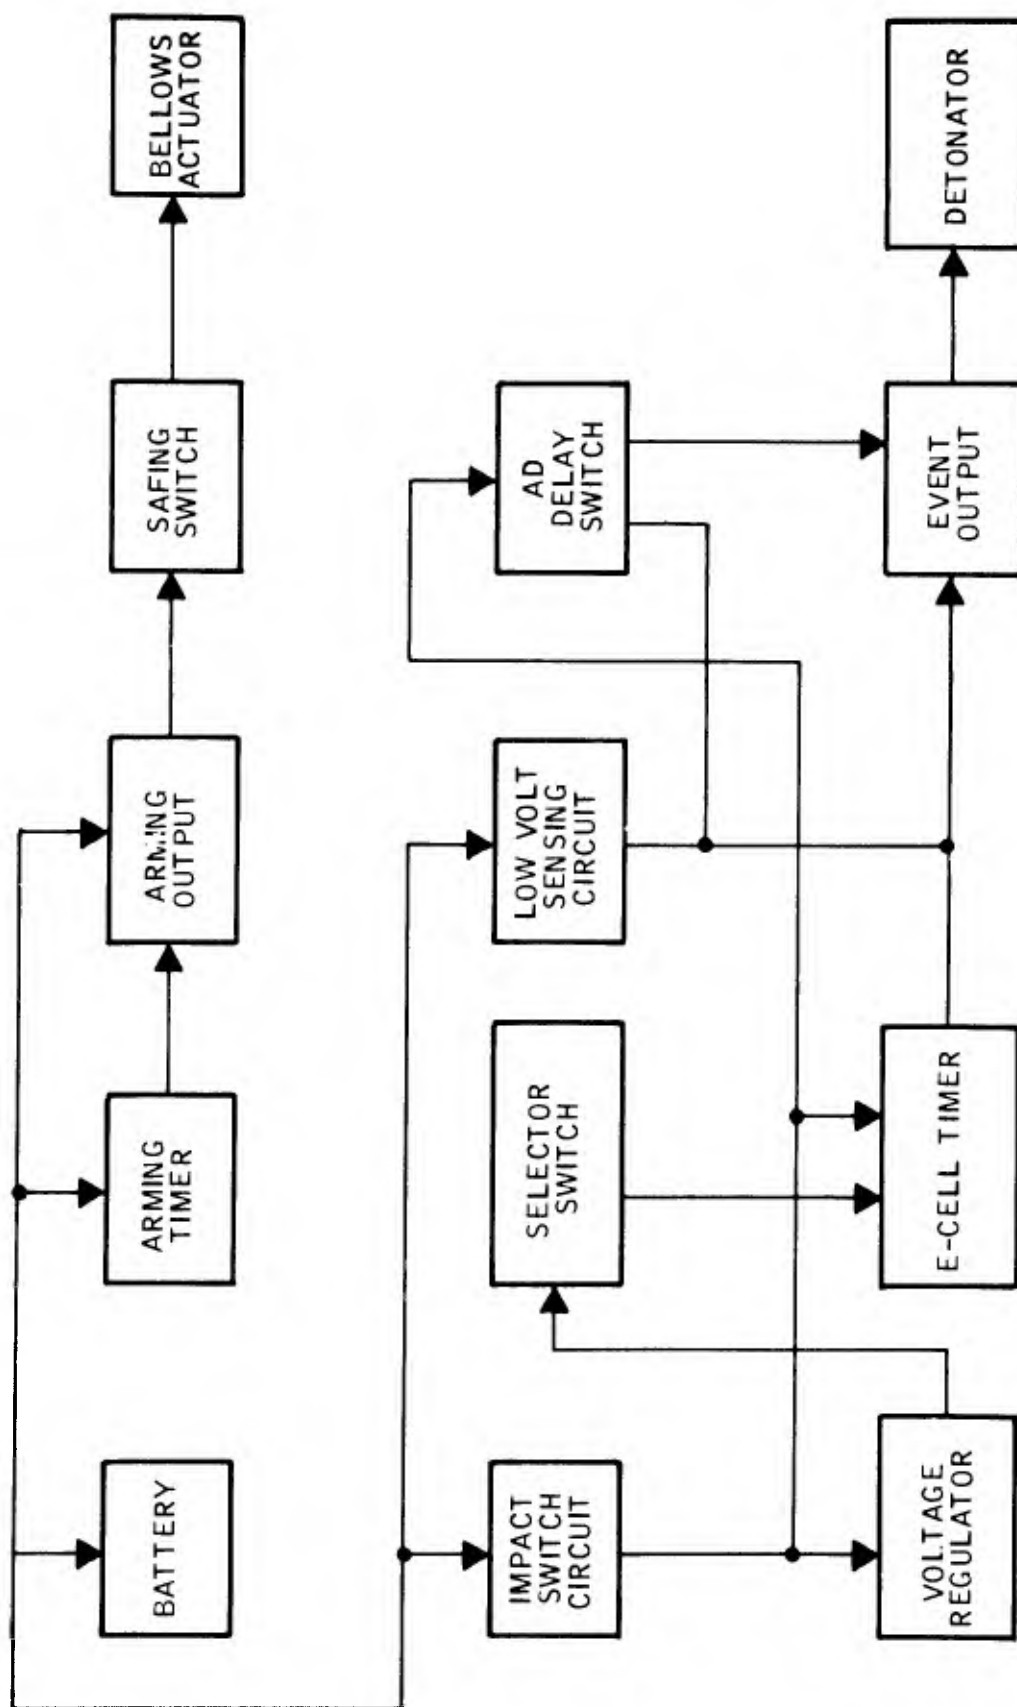 BATTERY
ARMING
TIMER
ARMING
OUTPUT
SAFING
SWITCH
BELLOWS
ACTUATOR
IMPACT
SWITCH
CIRCUIT
SELECTOR
SWITCH
LOW VOLT
SENSING
CIRCUIT
AD
DELAY
SWITCH
VOLTAGE
REGULATOR
E-CELL TIMER
EVENT
OUTPUT
DETONATOR